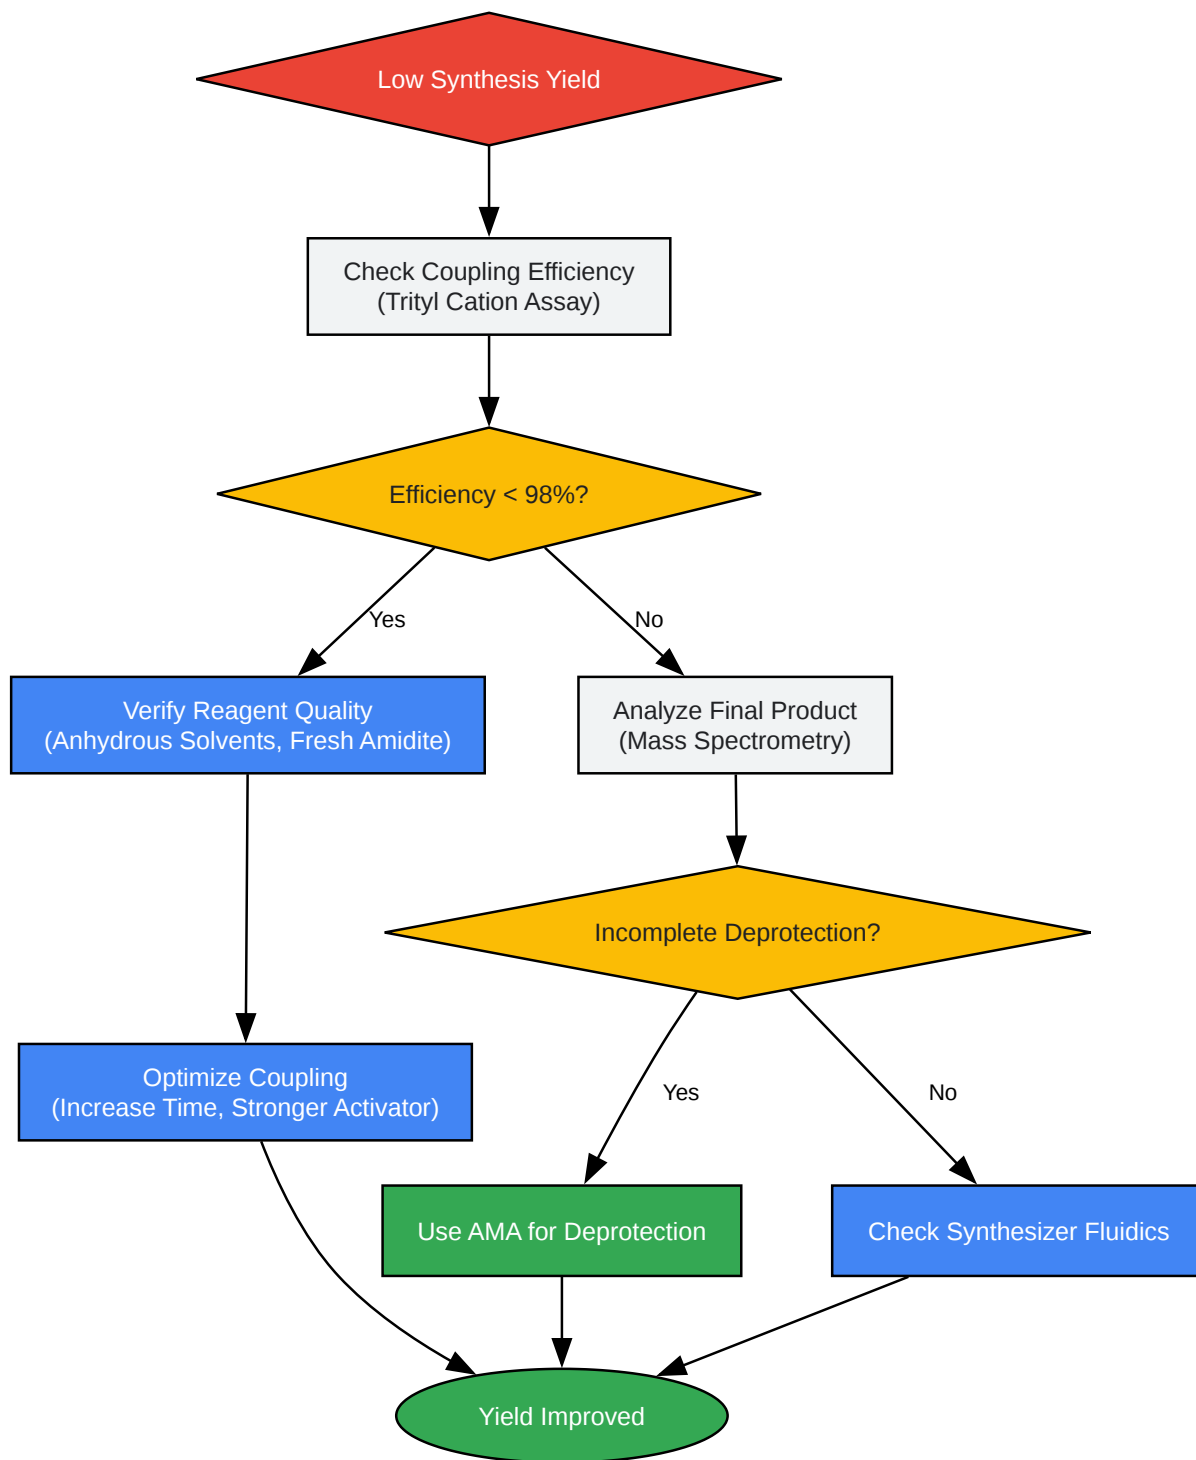 Low Synthesis Yield
Check Coupling Efficiency
(Trityl Cation Assay)
Efficiency < 98%?
Yes
No
Verify Reagent Quality
(Anhydrous Solvents, Fresh Amidite)
Analyze Final Product
(Mass Spectrometry)
Incomplete Deprotection?
Optimize Coupling
(Increase Time, Stronger Activator)
Yes
No
Use AMA for Deprotection
Check Synthesizer Fluidics
Yield Improved